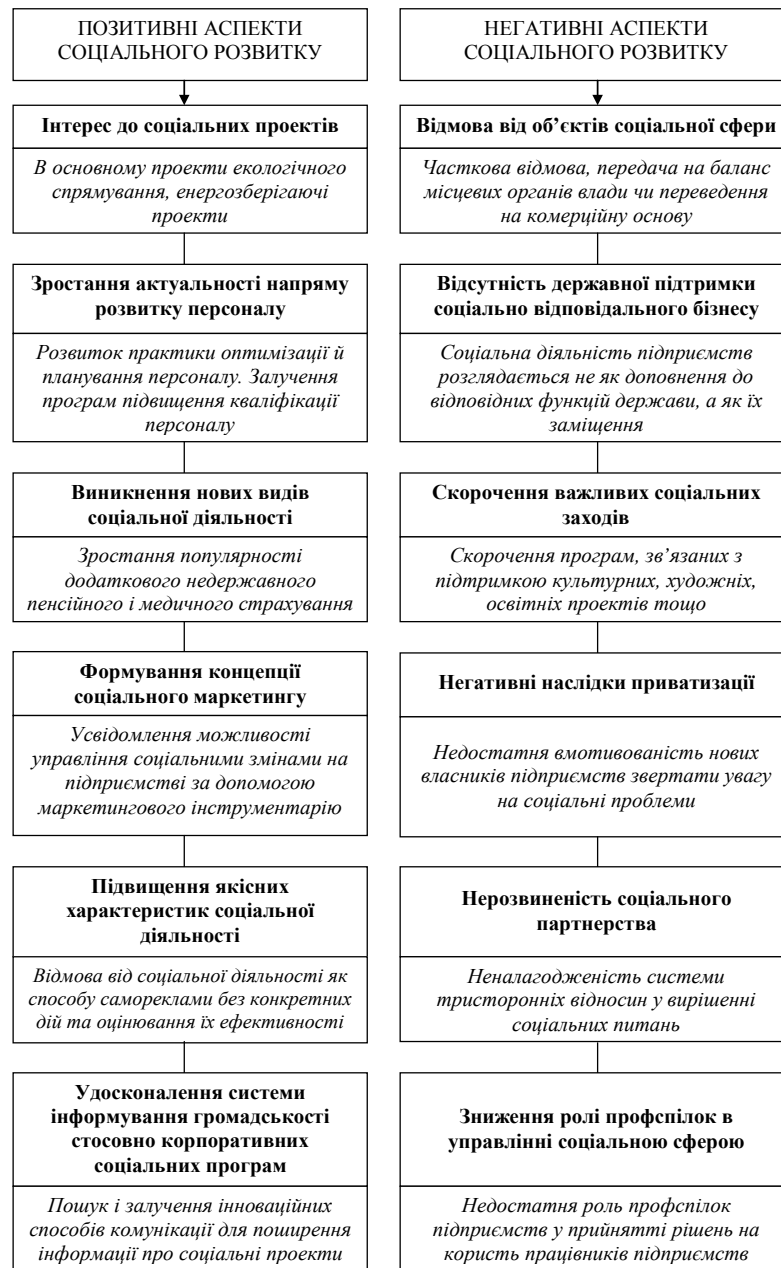 ПОЗИТИВНІ АСПЕКТИ
СОЦІАЛЬНОГО РОЗВИТКУ
Інтерес до соціальних проектів
В основному проекти екологічного
спрямування, енергозберігаючі
проекти
Зростання актуальності напряму
розвитку персоналу
Розвиток практики оптимізації й
планування персоналу. Залучення
програм підвищення кваліфікації
персоналу
Виникнення нових видів
соціальної діяльності
Зростання популярності
додаткового недержавного
пенсійного і медичного страхування
Формування концепції
соціального маркетингу
Усвідомлення можливості
управління соціальними змінами на
підприємстві за допомогою
маркетингового інструментарію
Підвищення якісних
характеристик соціальної
діяльності
Відмова від соціальної діяльності як
способу самореклами без конкретних
дій та оцінювання їх ефективності
Удосконалення системи
інформування громадськості
стосовно корпоративних
соціальних програм
Пошук і залучення інноваційних
способів комунікації для поширення
інформації про соціальні проекти
НЕГАТИВНІ АСПЕКТИ
СОЦІАЛЬНОГО РОЗВИТКУ
Відмова від об’єктів соціальної сфери
Часткова відмова, передача на баланс
місцевих органів влади чи переведення
на комерційну основу
Відсутність державної підтримки
соціально відповідального бізнесу
Соціальна діяльність підприємств
розглядається не як доповнення до
відповідних функцій держави, а як їх
заміщення
Скорочення важливих соціальних
заходів
Скорочення програм, зв’язаних з
підтримкою культурних, художніх,
освітніх проектів тощо
Негативні наслідки приватизації
Недостатня вмотивованість нових
власників підприємств звертати увагу
на соціальні проблеми
Нерозвиненість соціального
партнерства
Неналагодженість системи
тристоронніх відносин у вирішенні
соціальних питань
Зниження ролі профспілок в
управлінні соціальною сферою
Недостатня роль профспілок
підприємств у прийнятті рішень на
користь працівників підприємств